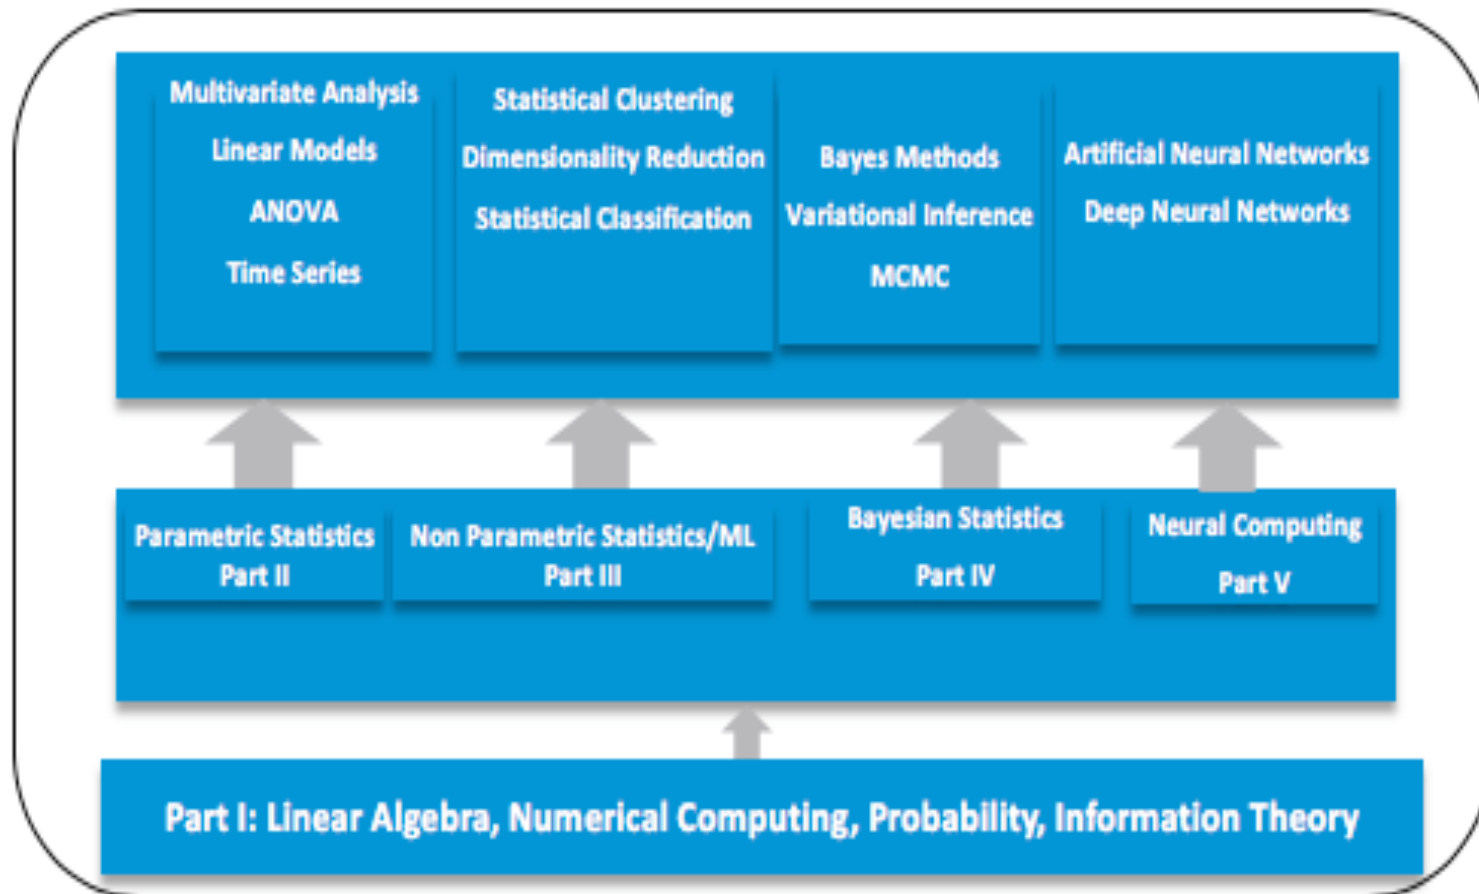 Multivariate Analysis
Linear Models
ANOVA
Time Series
Statistical Clustering
Dimensionality Reduction
Statistical Classification
Bayes Methods
Variational Inference
MCMC
Artificial Neural Networks
Deep Neural Networks
Parametric Statistics
Part II
Non Parametric Statistics/ML
Part III
Bayesian Statistics
Part IV
Neural Computing
Part V
Part I: Linear Algebra, Numerical Computing, Probability, Information Theory